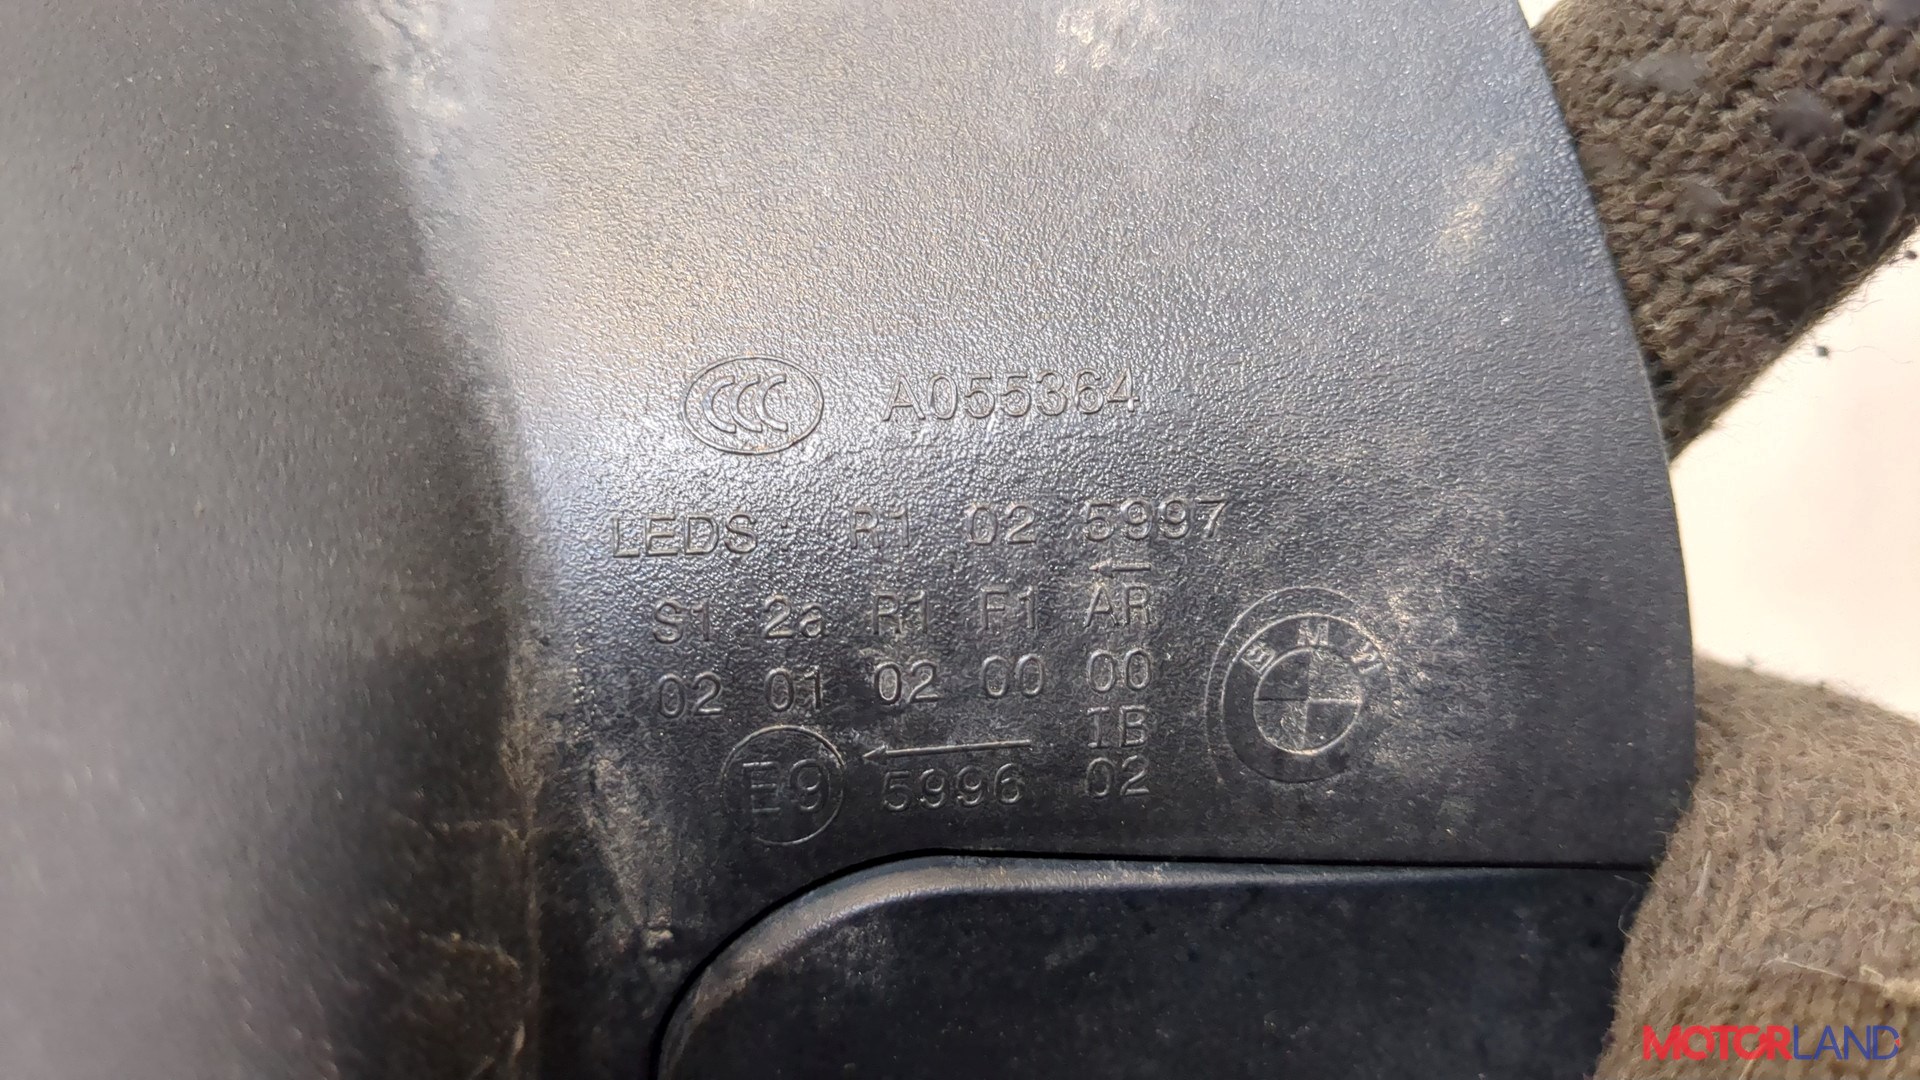 CCC A055364
LEDS: R1 02 5997
S1 2a R1 F1 AR
02 01 02 00 00
IB
E9 5996 02
BMW
MOTORLAND